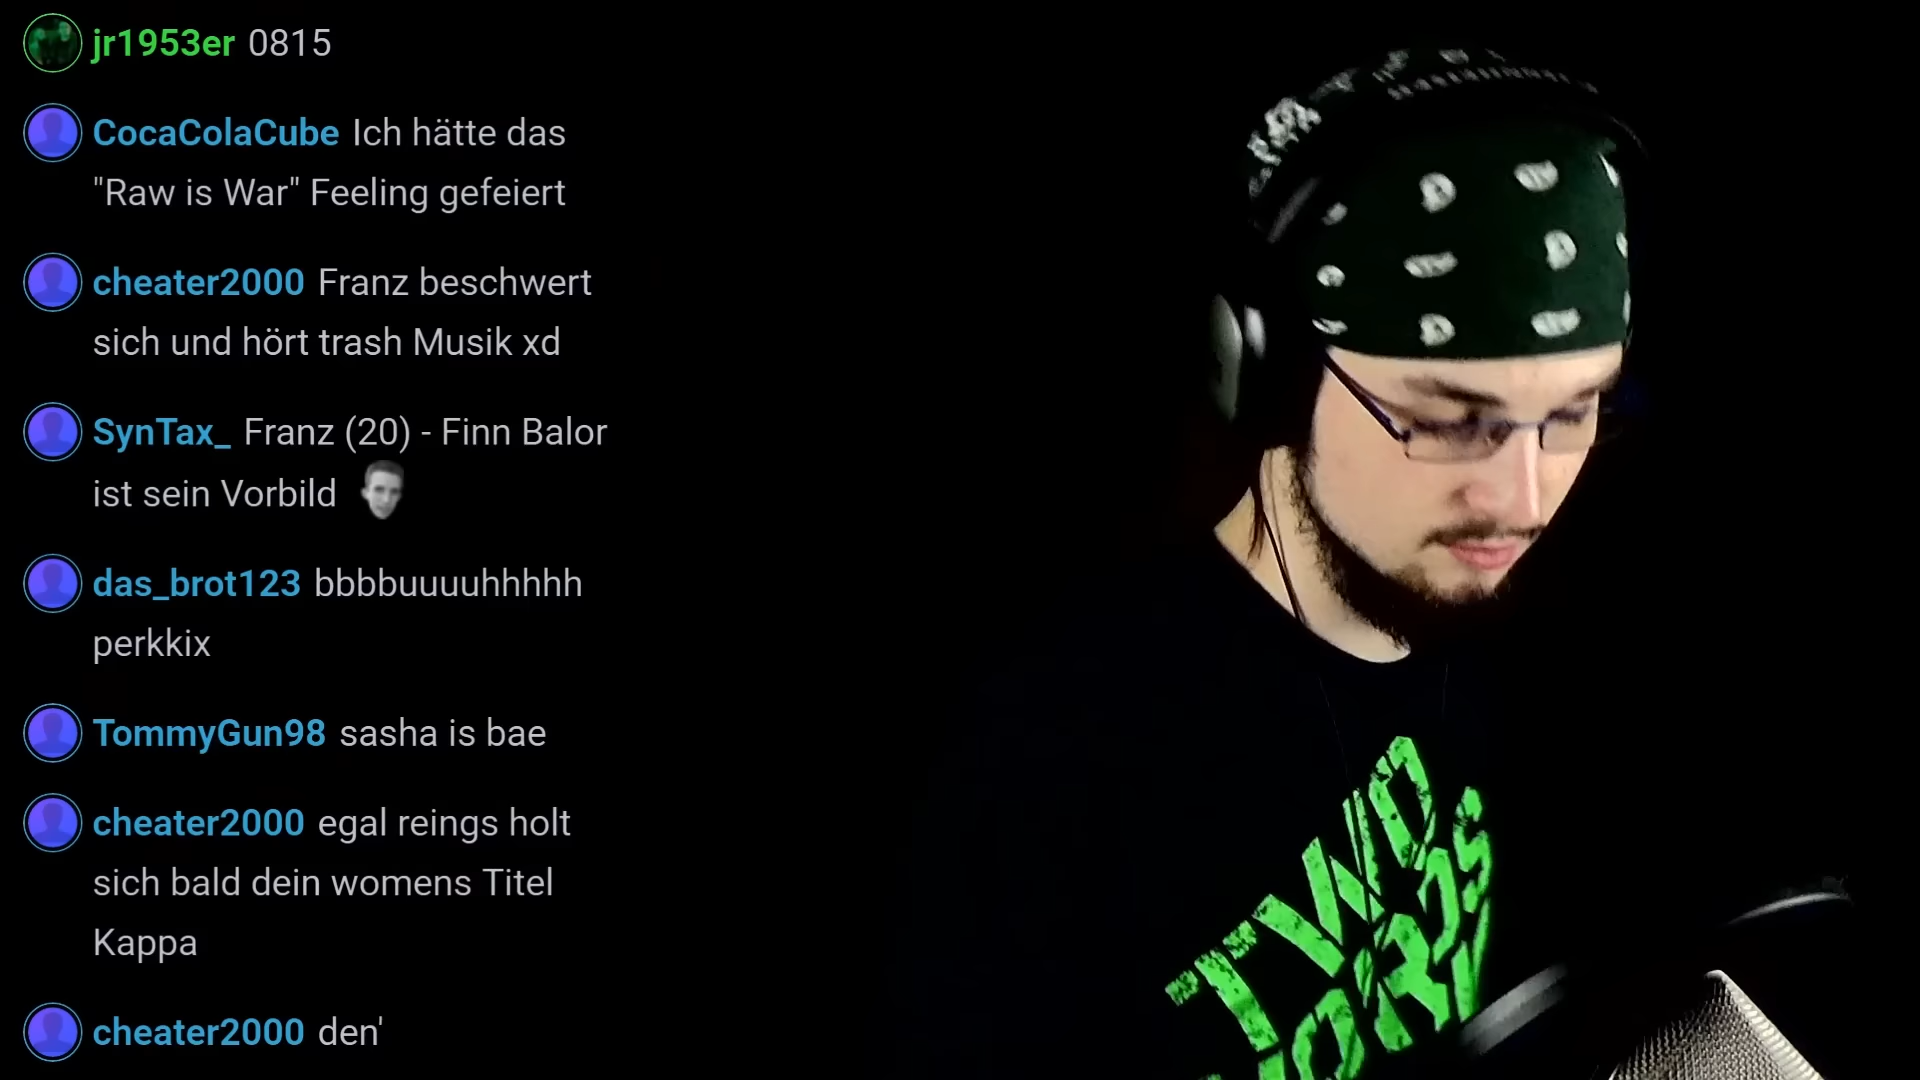 jr1953er 0815
CocaColaCube Ich hätte das
"Raw is War" Feeling gefeiert
cheater2000 Franz beschwert
sich und hört trash Musik xd
SynTax_ Franz (20) - Finn Balor
ist sein Vorbild
das_brot123 bbbbuuuuhhhhh
perkkix
TommyGun98 sasha is bae
cheater2000 egal reings holt
sich bald dein womens Titel
Kappa
cheater2000 den'
TWO